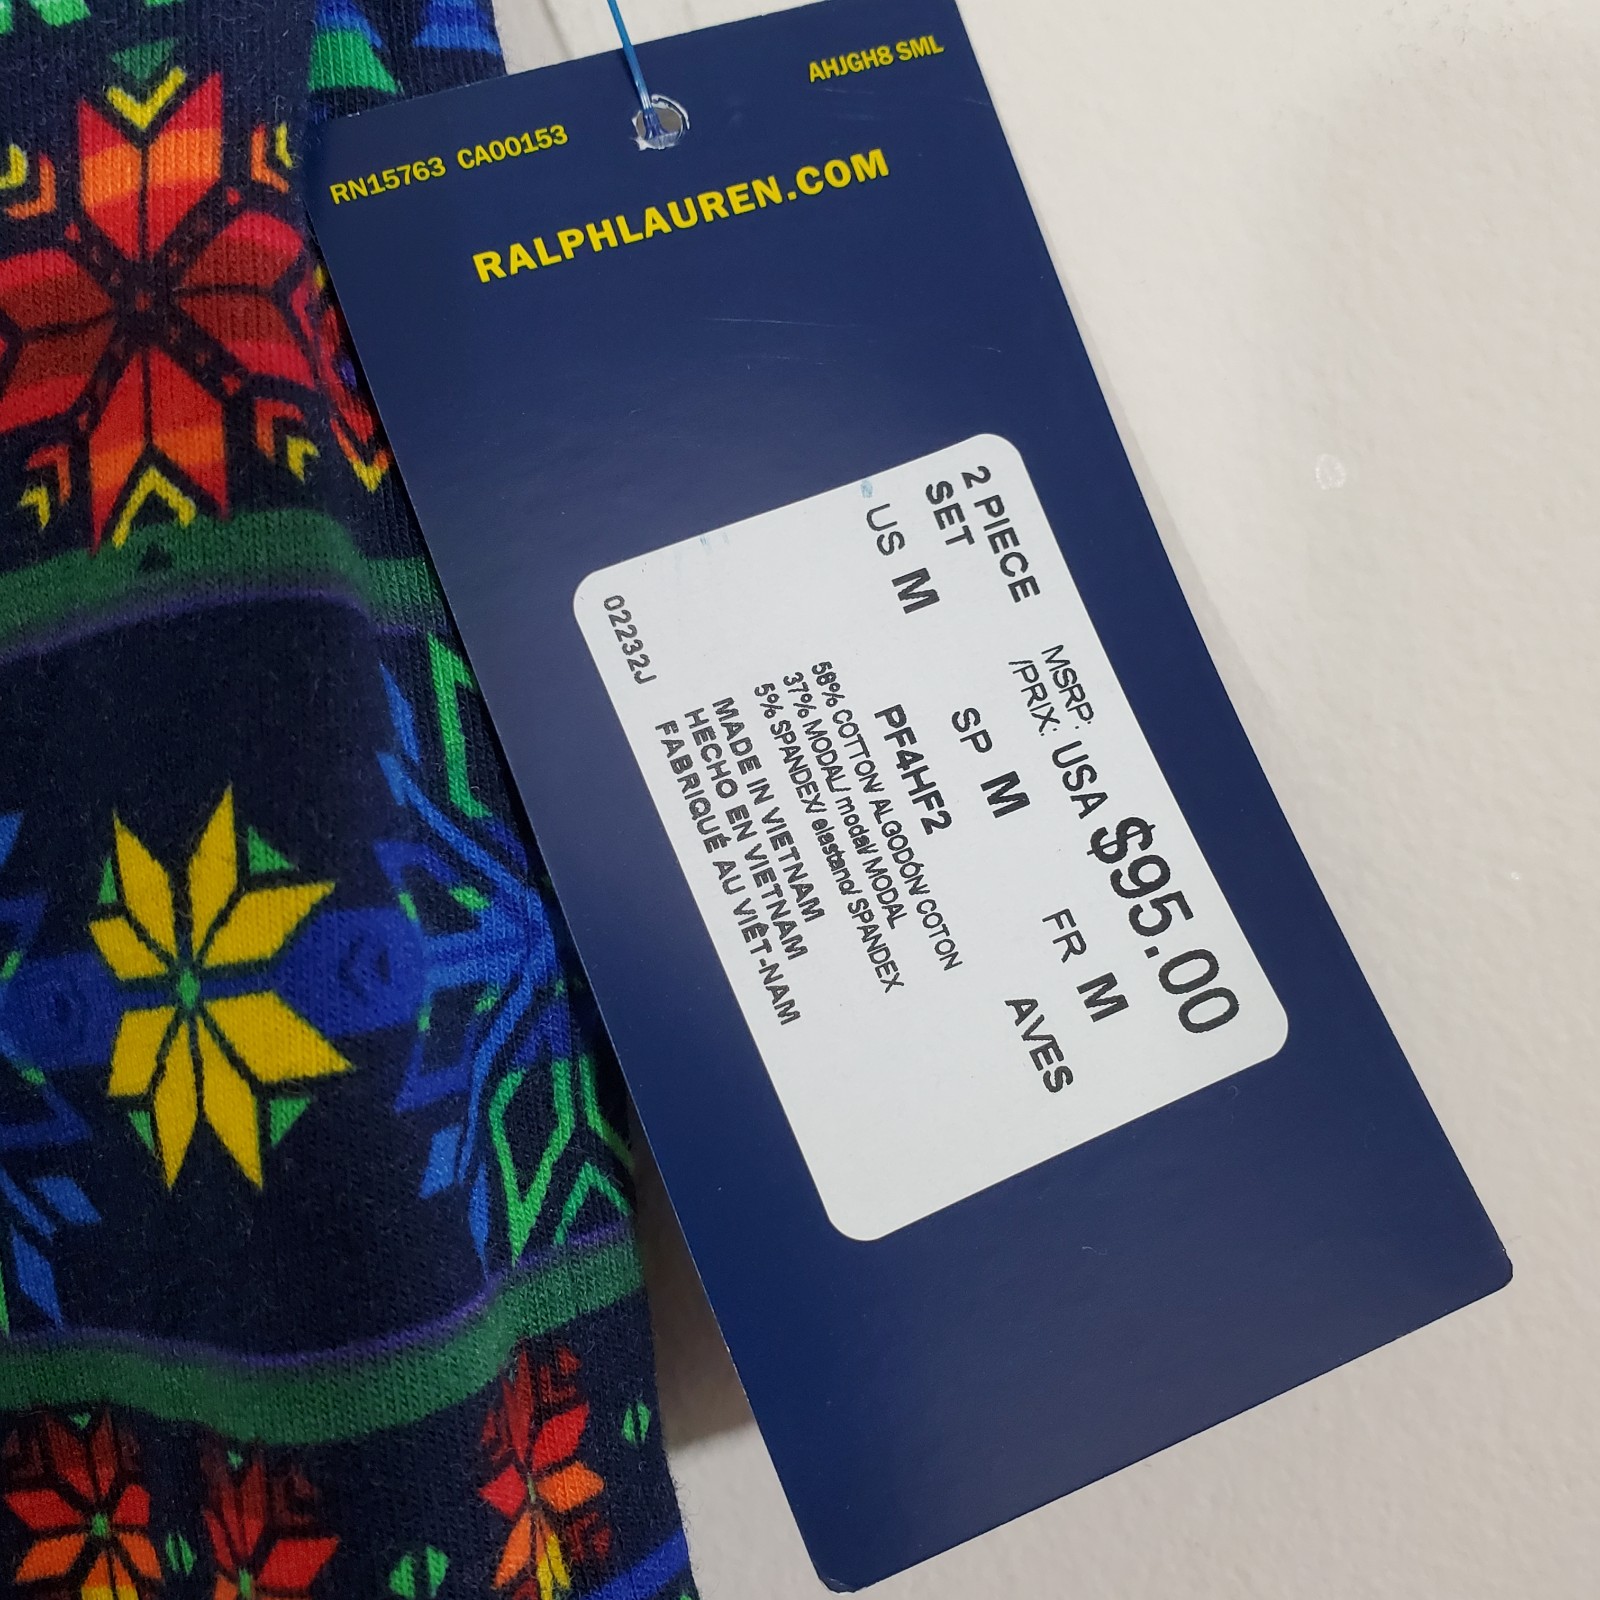 RN15763 CA00153
AHJGH8 SML
RALPHLAUREN.COM
2 PIECE
SET
MSRP:
/PRIX: USA $95.00
US M
SP M
FR M
PF4HF2
AVES
58% COTTON/ ALGODÓN/ COTON
37% MODAL/ modal/ MODAL
5% SPANDEX/ elastano/ SPANDEX
MADE IN VIETNAM
HECHO EN VIETNAM
FABRIQUÉ AU VIÊT-NAM
02232J